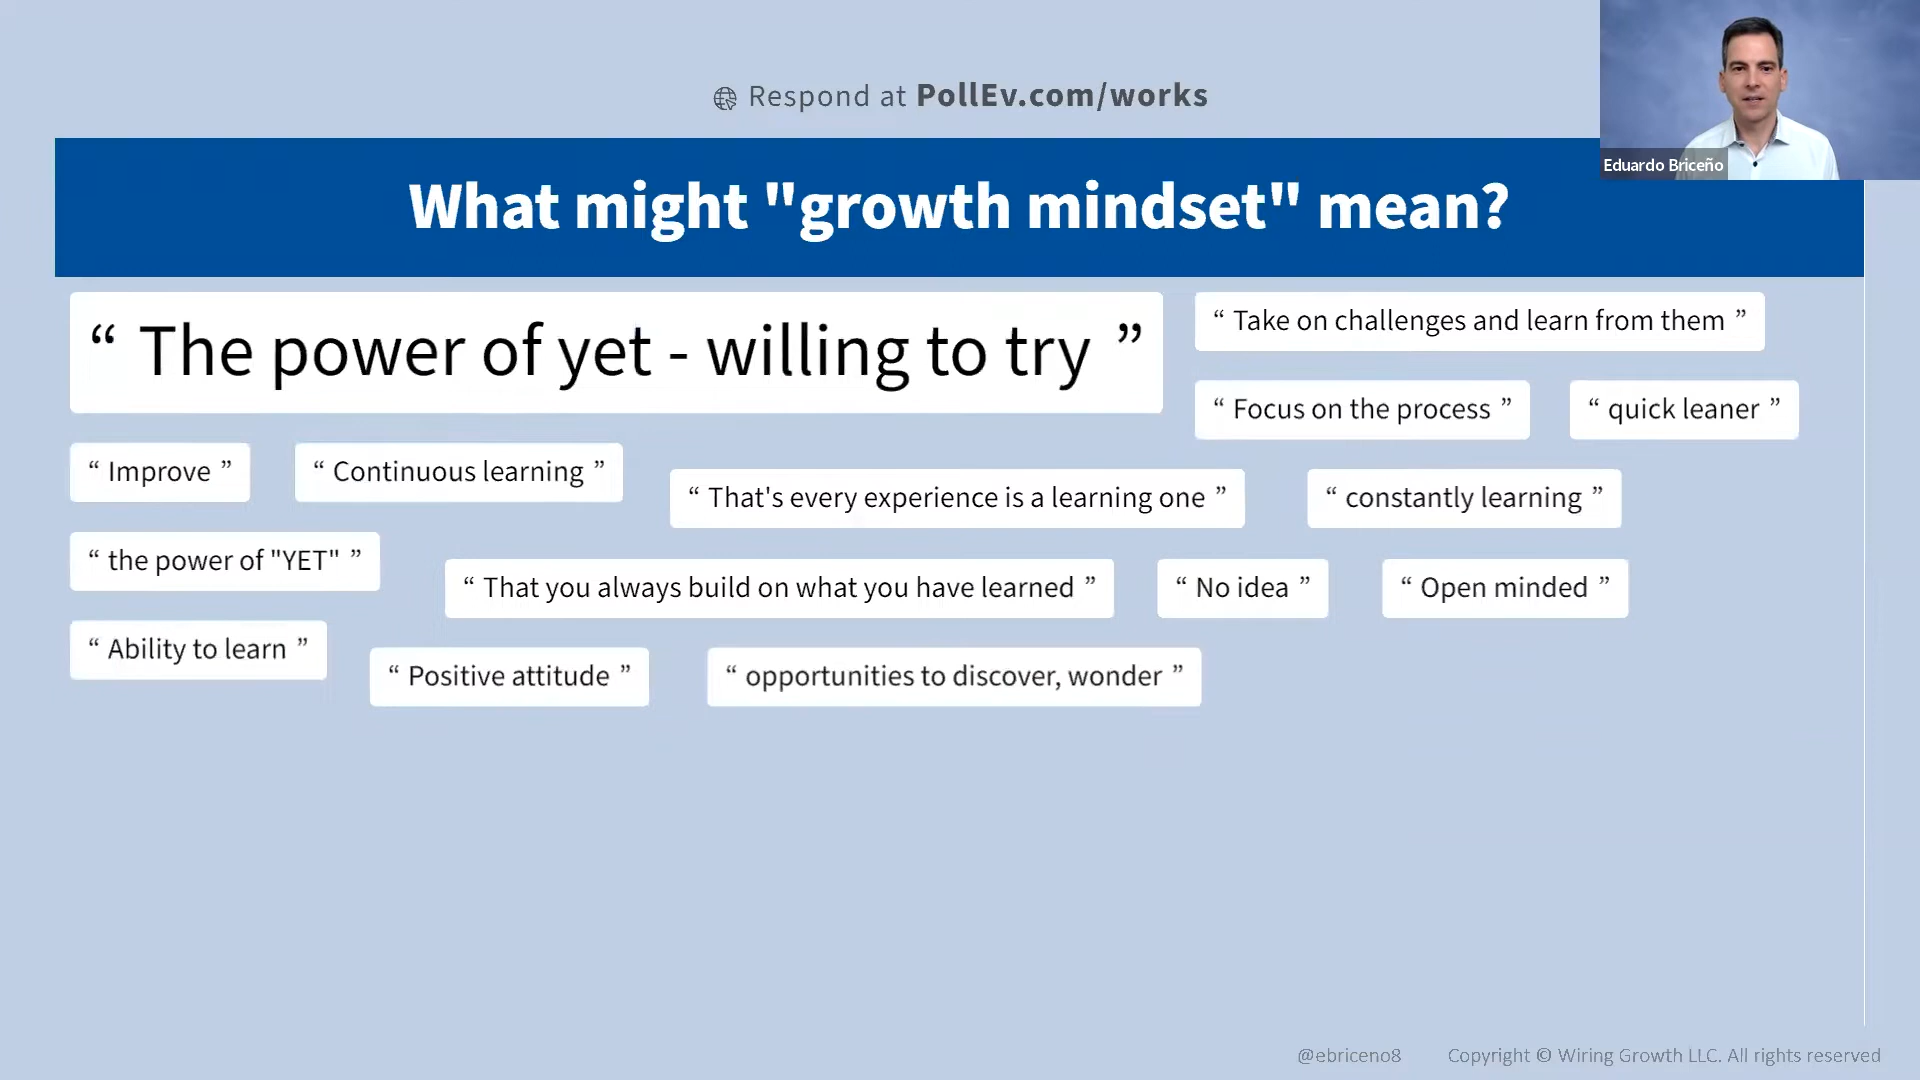 Respond at PollEv.com/works
Eduardo Briceño
What might "growth mindset" mean?
“ The power of yet - willing to try ”
“ Take on challenges and learn from them ”
“ Focus on the process ”
“ quick leaner ”
“ Improve ”
“ Continuous learning ”
“ That's every experience is a learning one ”
“ constantly learning ”
“ the power of "YET" ”
“ That you always build on what you have learned ”
“ No idea ”
“ Open minded ”
“ Ability to learn ”
“ Positive attitude ”
“ opportunities to discover, wonder ”
@ebriceno8
Copyright © Wiring Growth LLC. All rights reserved